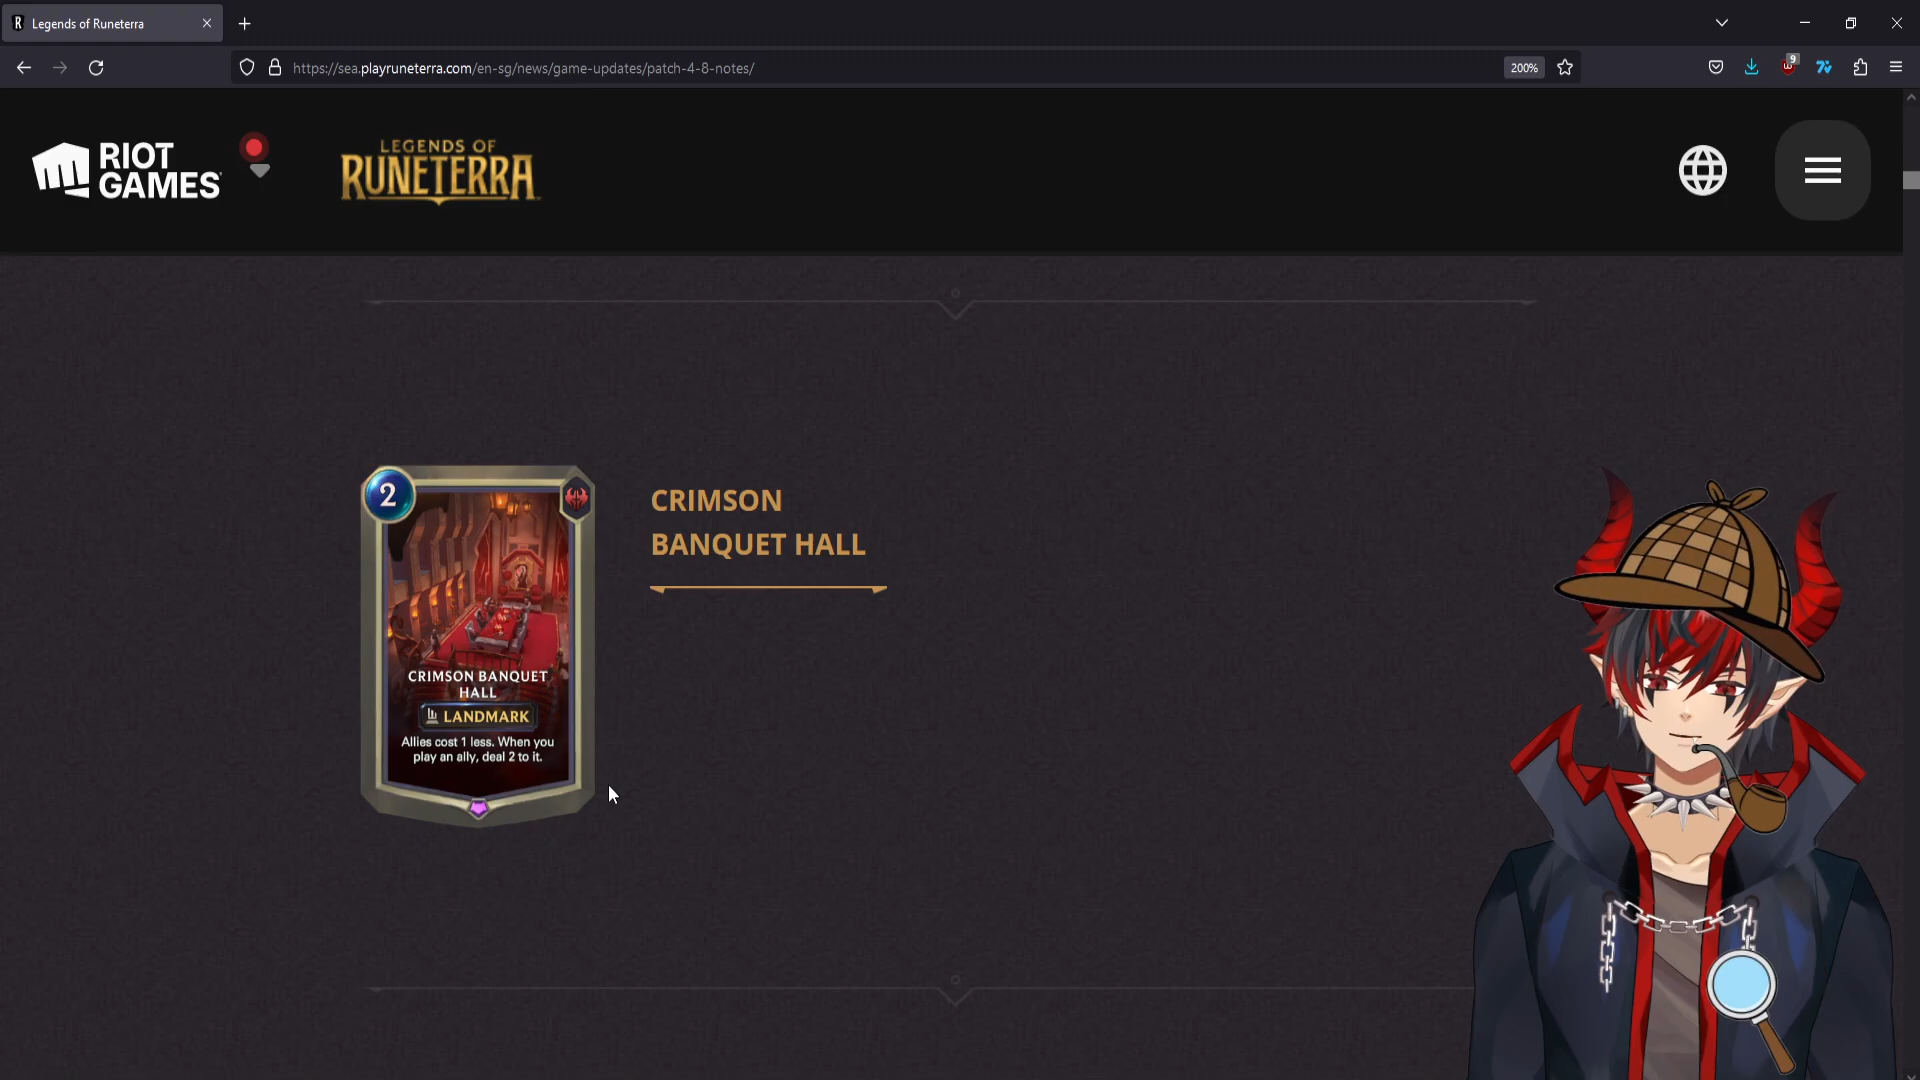 Legends of Runeterra
https://sea.playruneterra.com/en-sg/news/game-updates/patch-4-8-notes/
200%
9
RIOT
GAMES
LEGENDS OF
RUNETERRA
2
CRIMSON BANQUET
HALL
LANDMARK
Allies cost 1 less. When you
play an ally, deal 2 to it.
CRIMSON
BANQUET HALL